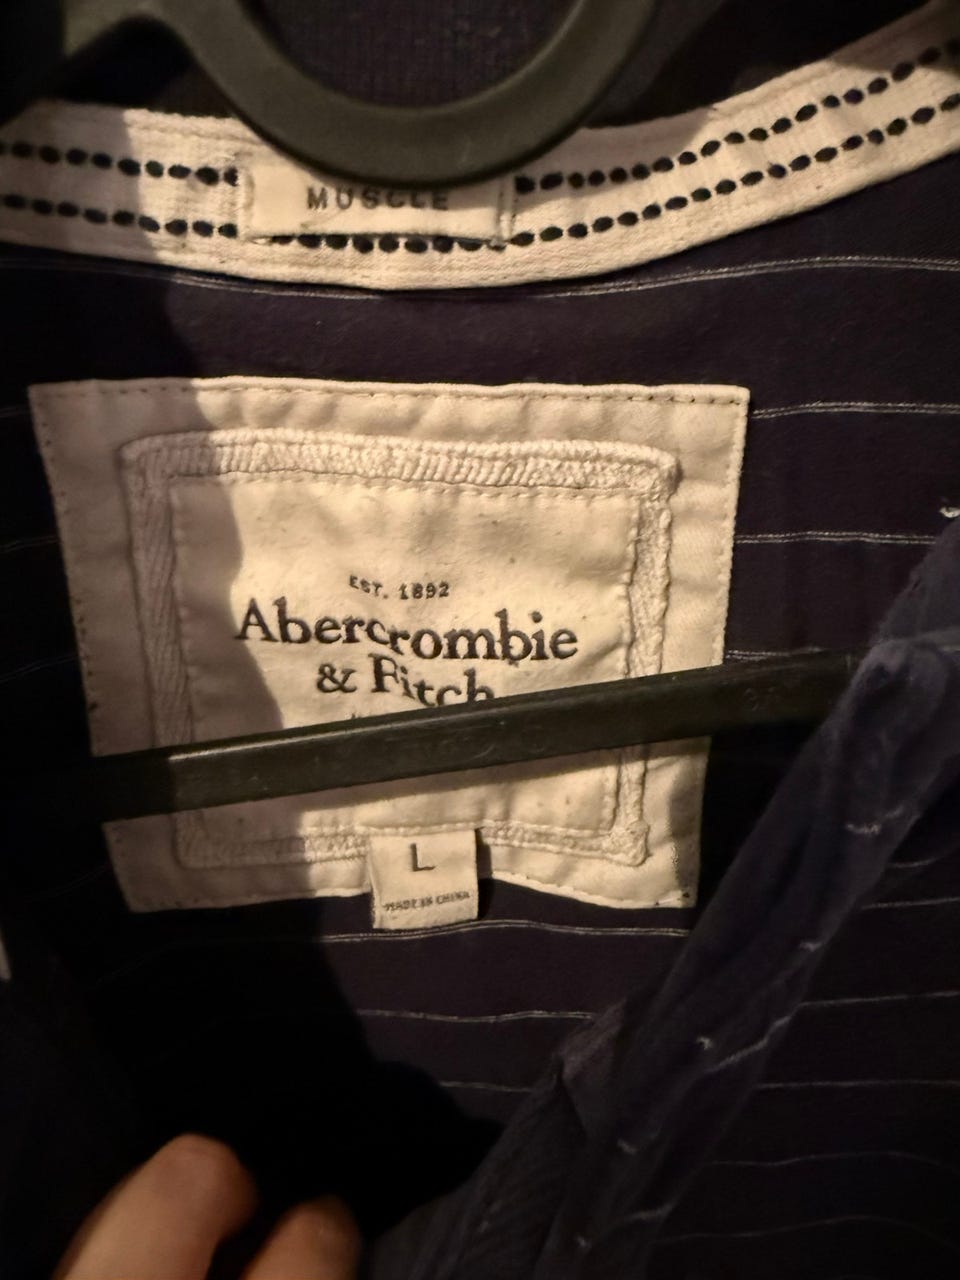 MUSCLE
EST. 1892
Abercrombie
& Fitch
L
MADE IN CHINA